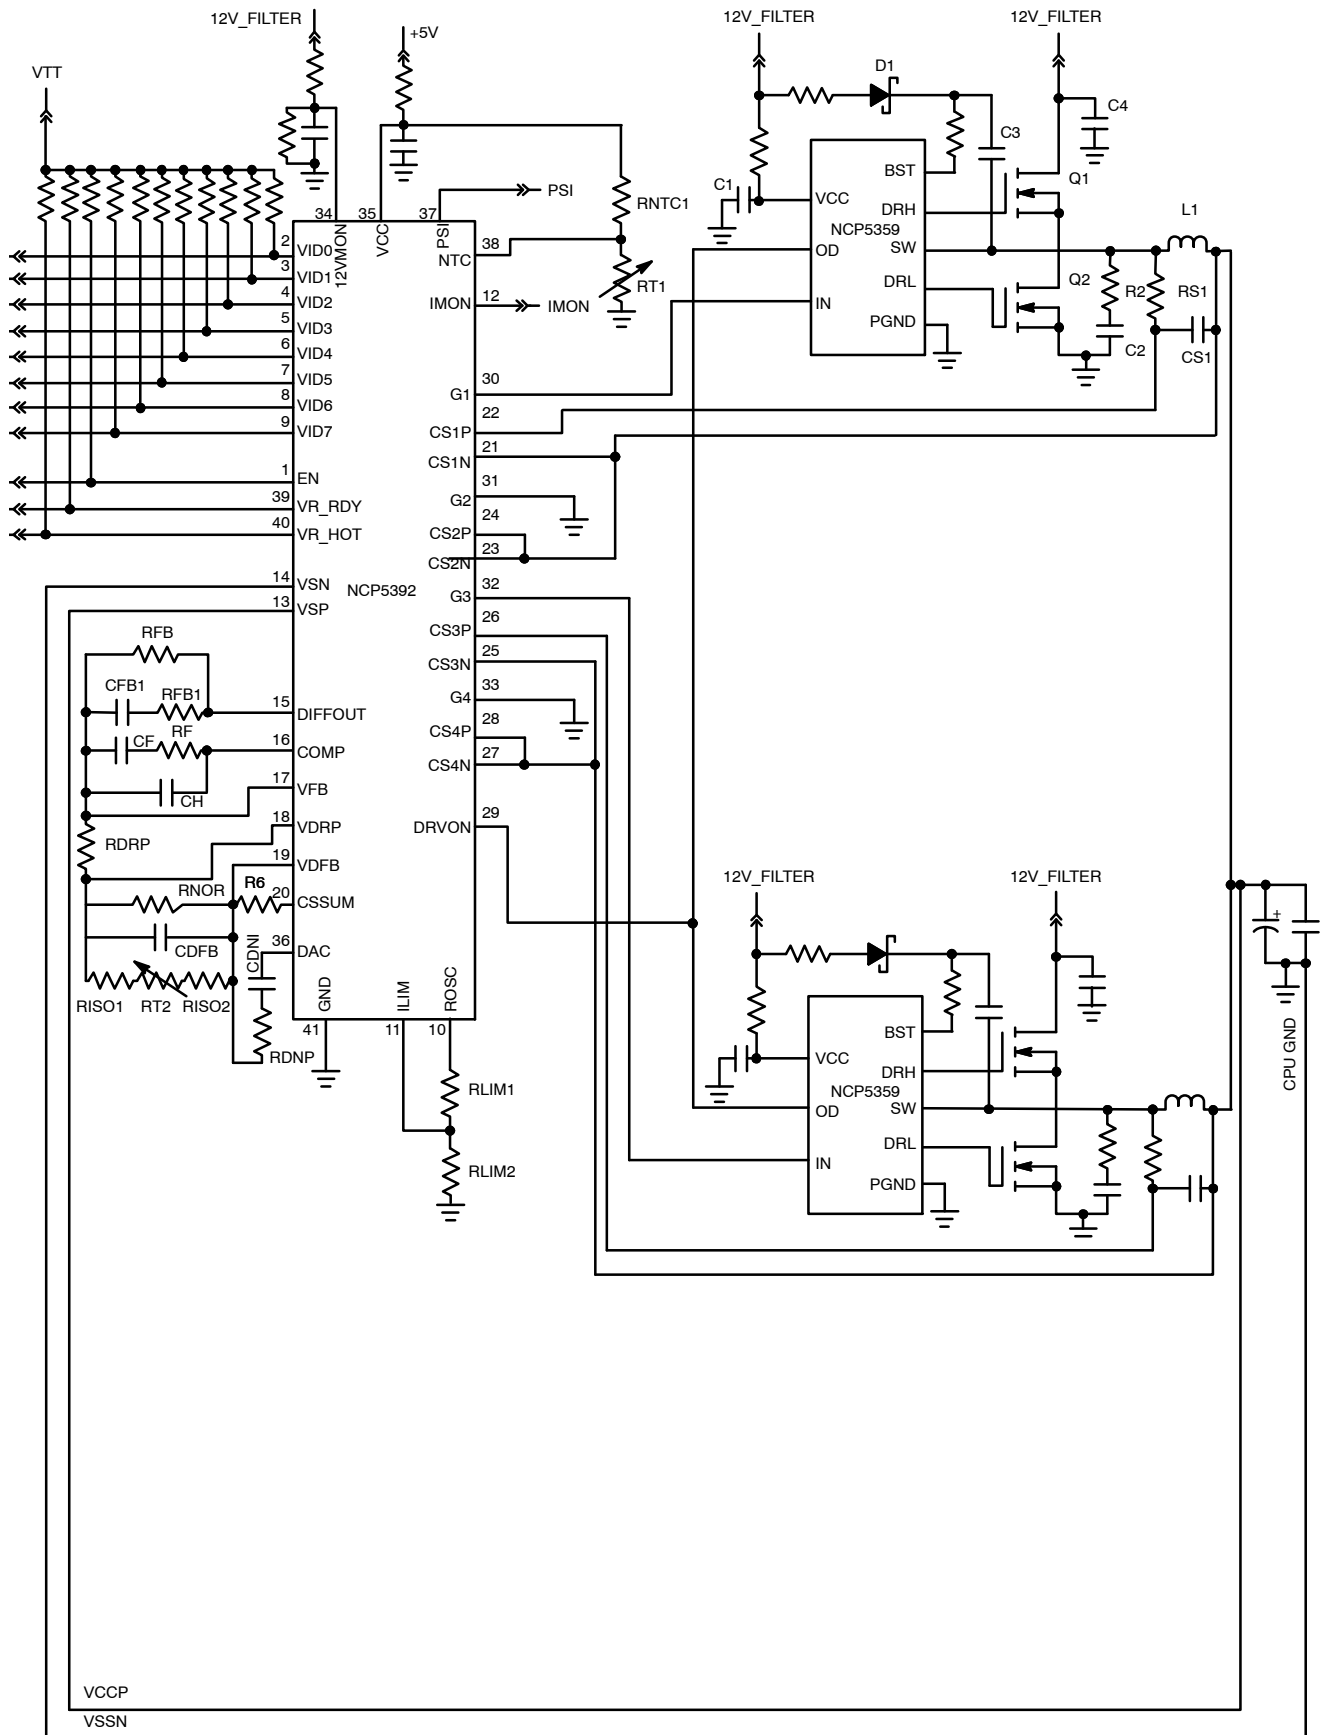 12V_FILTER
+5V
VTT
12V_FILTER
12V_FILTER
D1
C4
C3
C1
BST
Q1
VCC
DRH
NCP5359
L1
OD
SW
Q2
R2
RS1
DRL
IN
PGND
C2
CS1
PSI
RNTC1
RT1
IMON
34
35
37
12VMON
VCC
PSI
38
NTC
12
IMON
2
VID0
3
VID1
4
VID2
5
VID3
6
VID4
7
VID5
8
VID6
9
VID7
30
G1
22
CS1P
21
CS1N
1
EN
31
G2
39
VR_RDY
24
CS2P
40
VR_HOT
23
CS2N
14
VSN
NCP5392
32
G3
13
VSP
26
CS3P
RFB
25
CS3N
CFB1
RFB1
15
DIFFOUT
33
G4
CF
RF
16
COMP
28
CS4P
27
CS4N
17
VFB
CH
18
VDRP
29
DRVON
RDRP
19
VDFB
RNOR
R6
20
CSSUM
CDFB
CDNI
36
DAC
RISO1
RT2
RISO2
GND
ILIM
ROSC
41
11
10
RDNP
RLIM1
RLIM2
12V_FILTER
12V_FILTER
+
BST
VCC
DRH
NCP5359
OD
SW
DRL
IN
PGND
CPU GND
VCCP
VSSN